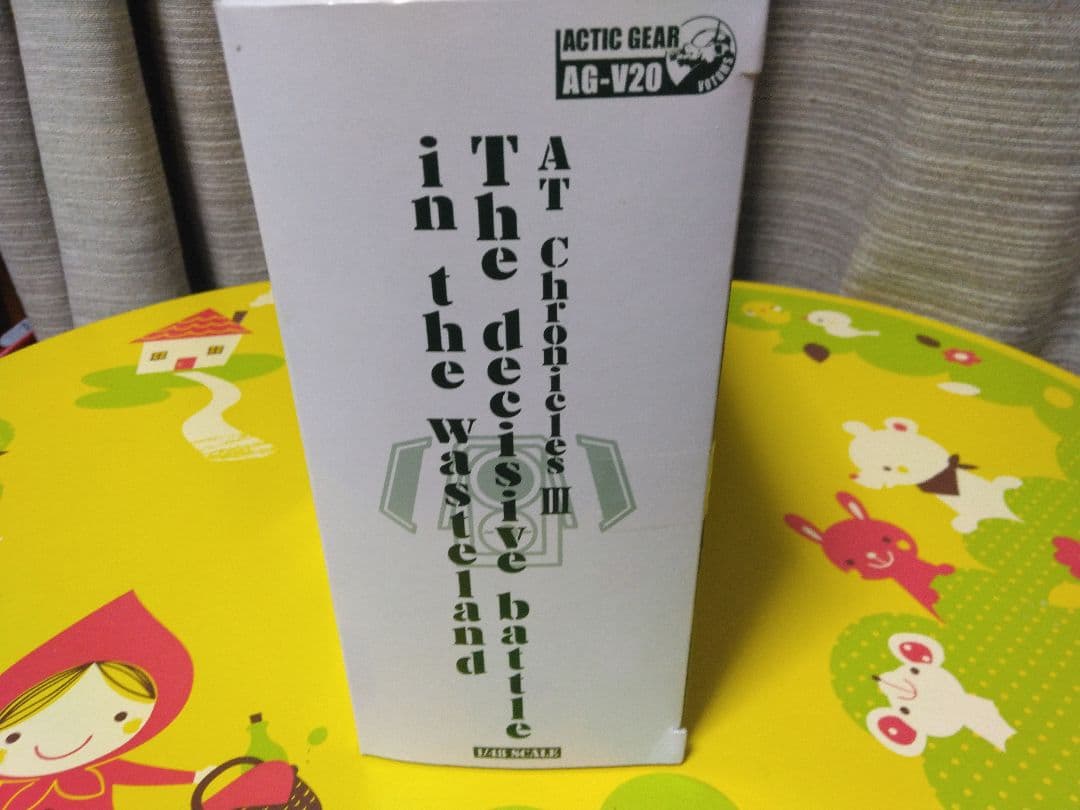 ACTIC GEAR
AG-V20
VOTOMS
AT Chronicles III
The decisive battle
in the wasteland
1/48 SCALE